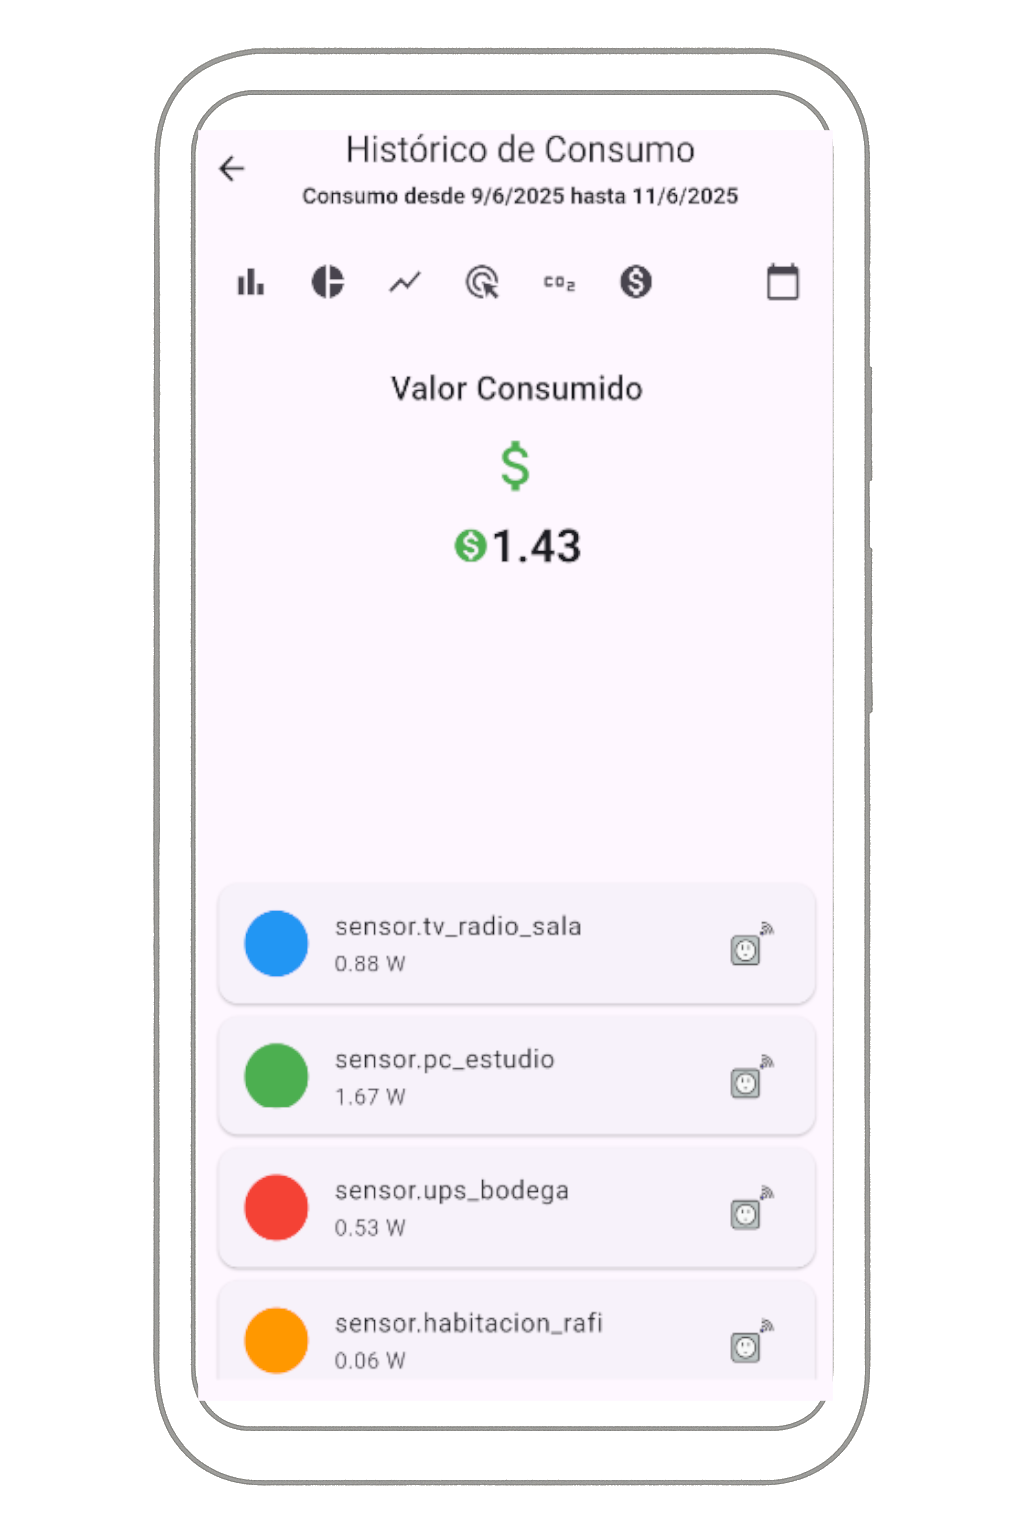 Histórico de Consumo
Consumo desde 9/6/2025 hasta 11/6/2025
CO2
Valor Consumido
$
$ 1.43
sensor.tv_radio_sala
0.88 W
sensor.pc_estudio
1.67 W
sensor.ups_bodega
0.53 W
sensor.habitacion_rafi
0.06 W